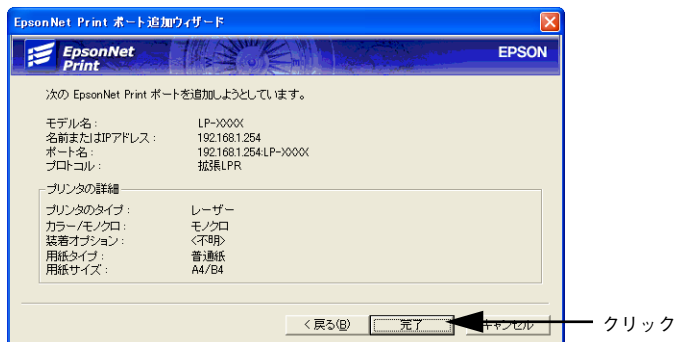 EpsonNet Print ポート追加ウィザード
EpsonNet
Print
EPSON
次の EpsonNet Print ポートを追加しようとしています。
モデル名： LP-XXXX
名前またはIPアドレス： 192.168.1.254
ポート名： 192.168.1.254:LP-XXXX
プロトコル： 拡張LPR
プリンタの詳細
プリンタのタイプ： レーザー
カラー/モノクロ： モノクロ
装着オプション： <不明>
用紙タイプ： 普通紙
用紙サイズ： A4/B4
< 戻る(B) 完了 キャンセル クリック